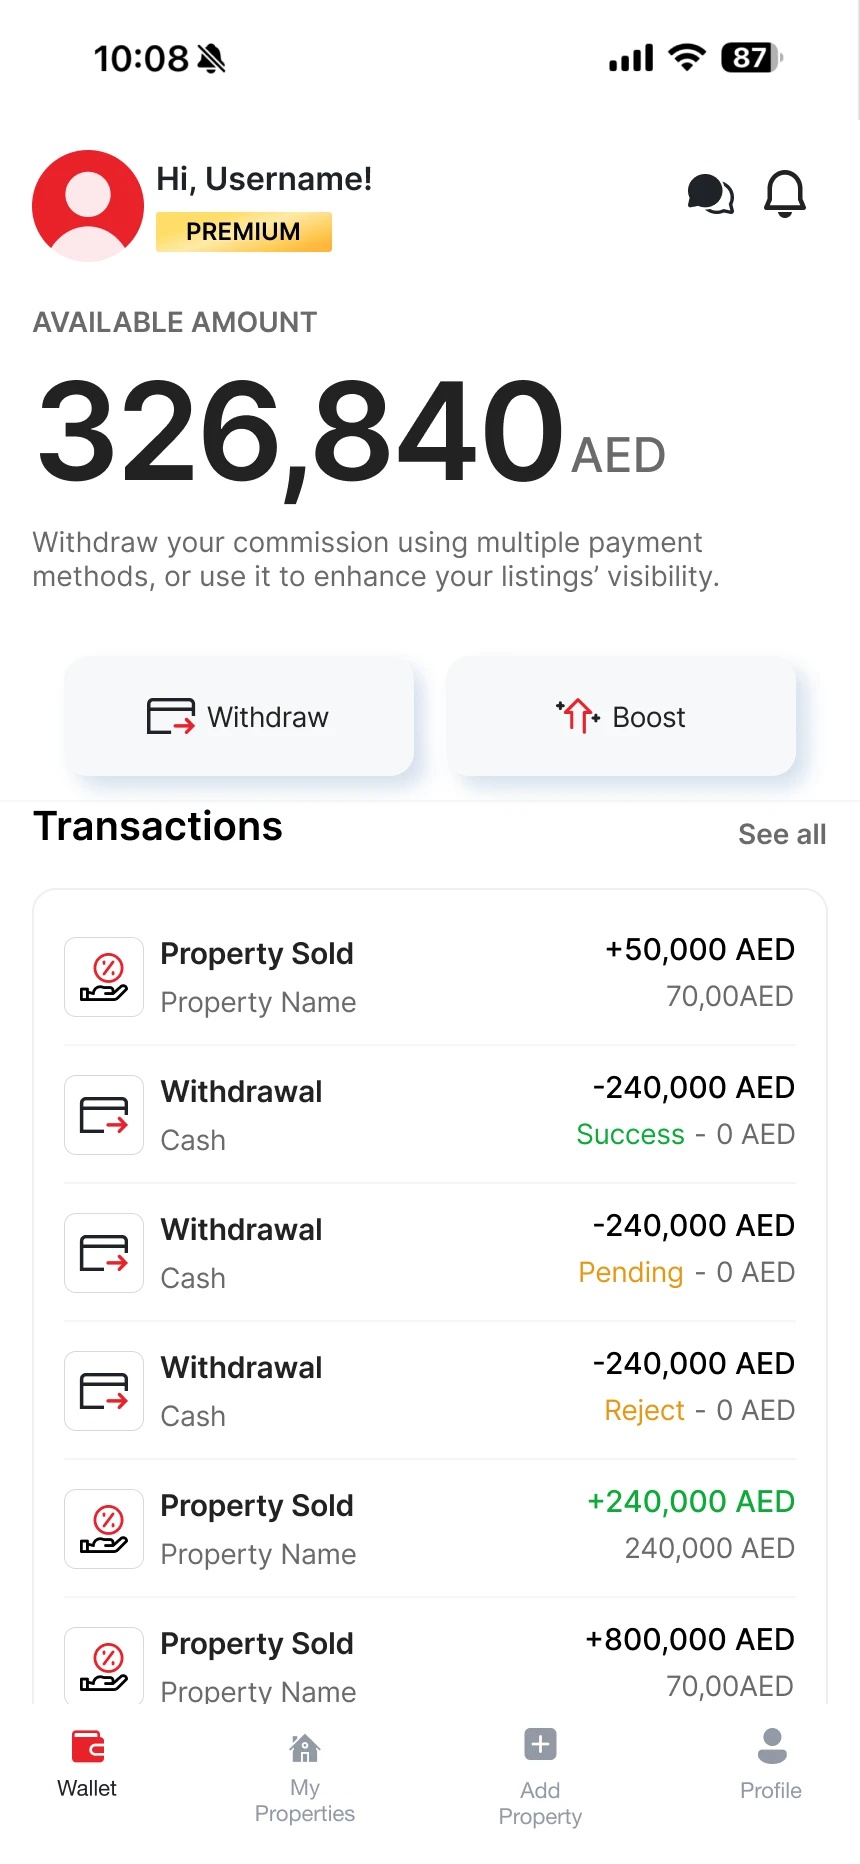 10:08
87
Hi, Username!
PREMIUM
AVAILABLE AMOUNT
326,840 AED
Withdraw your commission using multiple payment
methods, or use it to enhance your listings’ visibility.
Withdraw
Boost
Transactions
See all
Property Sold
+50,000 AED
Property Name
70,00AED
Withdrawal
-240,000 AED
Cash
Success - 0 AED
Withdrawal
-240,000 AED
Cash
Pending - 0 AED
Withdrawal
-240,000 AED
Cash
Reject - 0 AED
Property Sold
+240,000 AED
Property Name
240,000 AED
Property Sold
+800,000 AED
Property Name
70,00AED
Wallet
My
Properties
Add
Property
Profile